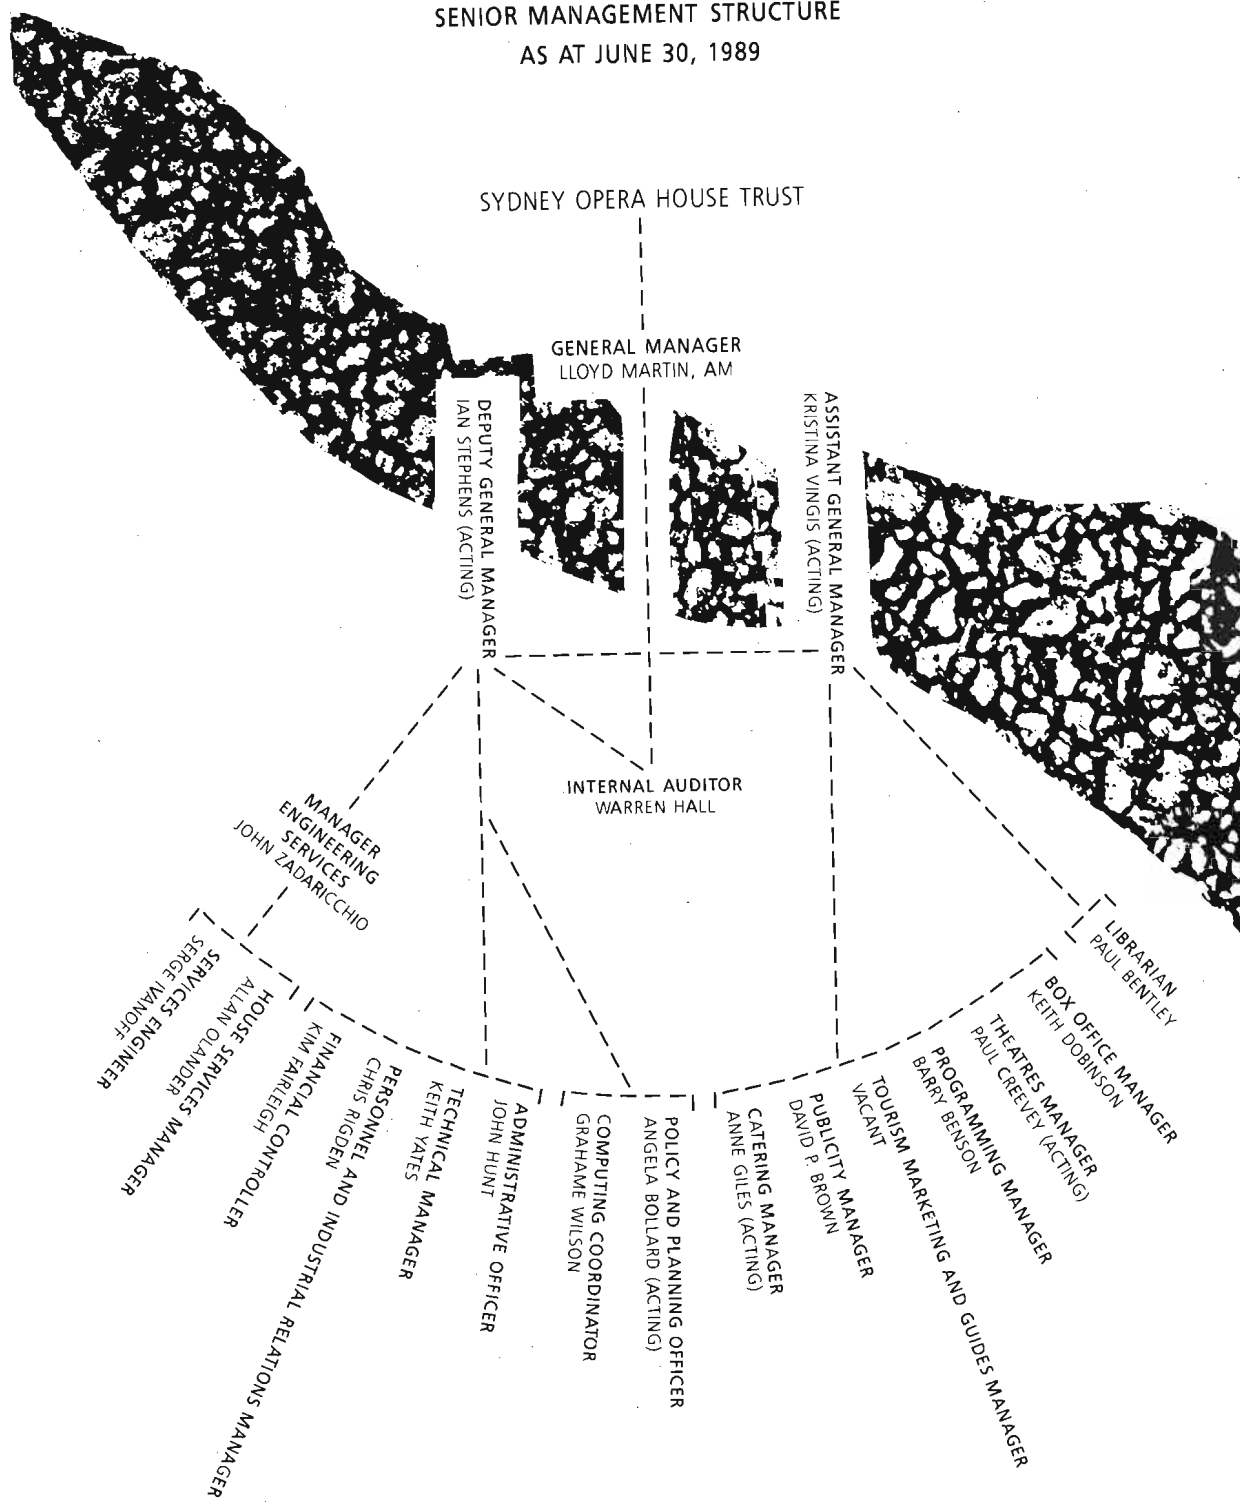 SENIOR MANAGEMENT STRUCTURE
AS AT JUNE 30, 1989
SYDNEY OPERA HOUSE TRUST
GENERAL MANAGER
LLOYD MARTIN, AM
DEPUTY GENERAL MANAGER
IAN STEPHENS (ACTING)
ASSISTANT GENERAL MANAGER
KRISTINA VINGIS (ACTING)
INTERNAL AUDITOR
WARREN HALL
MANAGER
ENGINEERING
SERVICES
JOHN ZADARICCHIO
SERVICES ENGINEER
SERGE IVANOFF
HOUSE SERVICES MANAGER
ALLAN OLANDER
FINANCIAL CONTROLLER
KIM FAIRLEIGH
PERSONNEL AND INDUSTRIAL RELATIONS MANAGER
CHRIS RIGDEN
TECHNICAL MANAGER
KEITH YATES
ADMINISTRATIVE OFFICER
JOHN HUNT
COMPUTING COORDINATOR
GRAHAME WILSON
POLICY AND PLANNING OFFICER
ANGELA BOLLARD (ACTING)
CATERING MANAGER
ANNE GILES (ACTING)
PUBLICITY MANAGER
DAVID P. BROWN
TOURISM MARKETING AND GUIDES MANAGER
VACANT
PROGRAMMING MANAGER
BARRY BENSON
THEATRES MANAGER
PAUL CREEVEY (ACTING)
BOX OFFICE MANAGER
KEITH DOBINSON
LIBRARIAN
PAUL BENTLEY